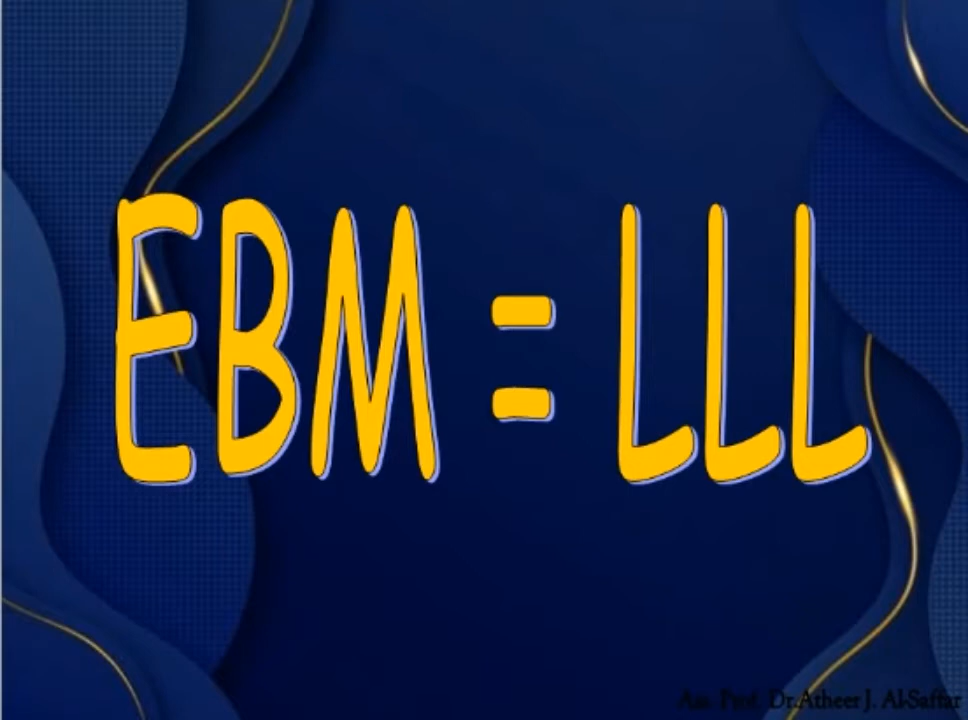 EBM = LLL
Ass. Prof. Dr.Atheer J. Al-Saffar